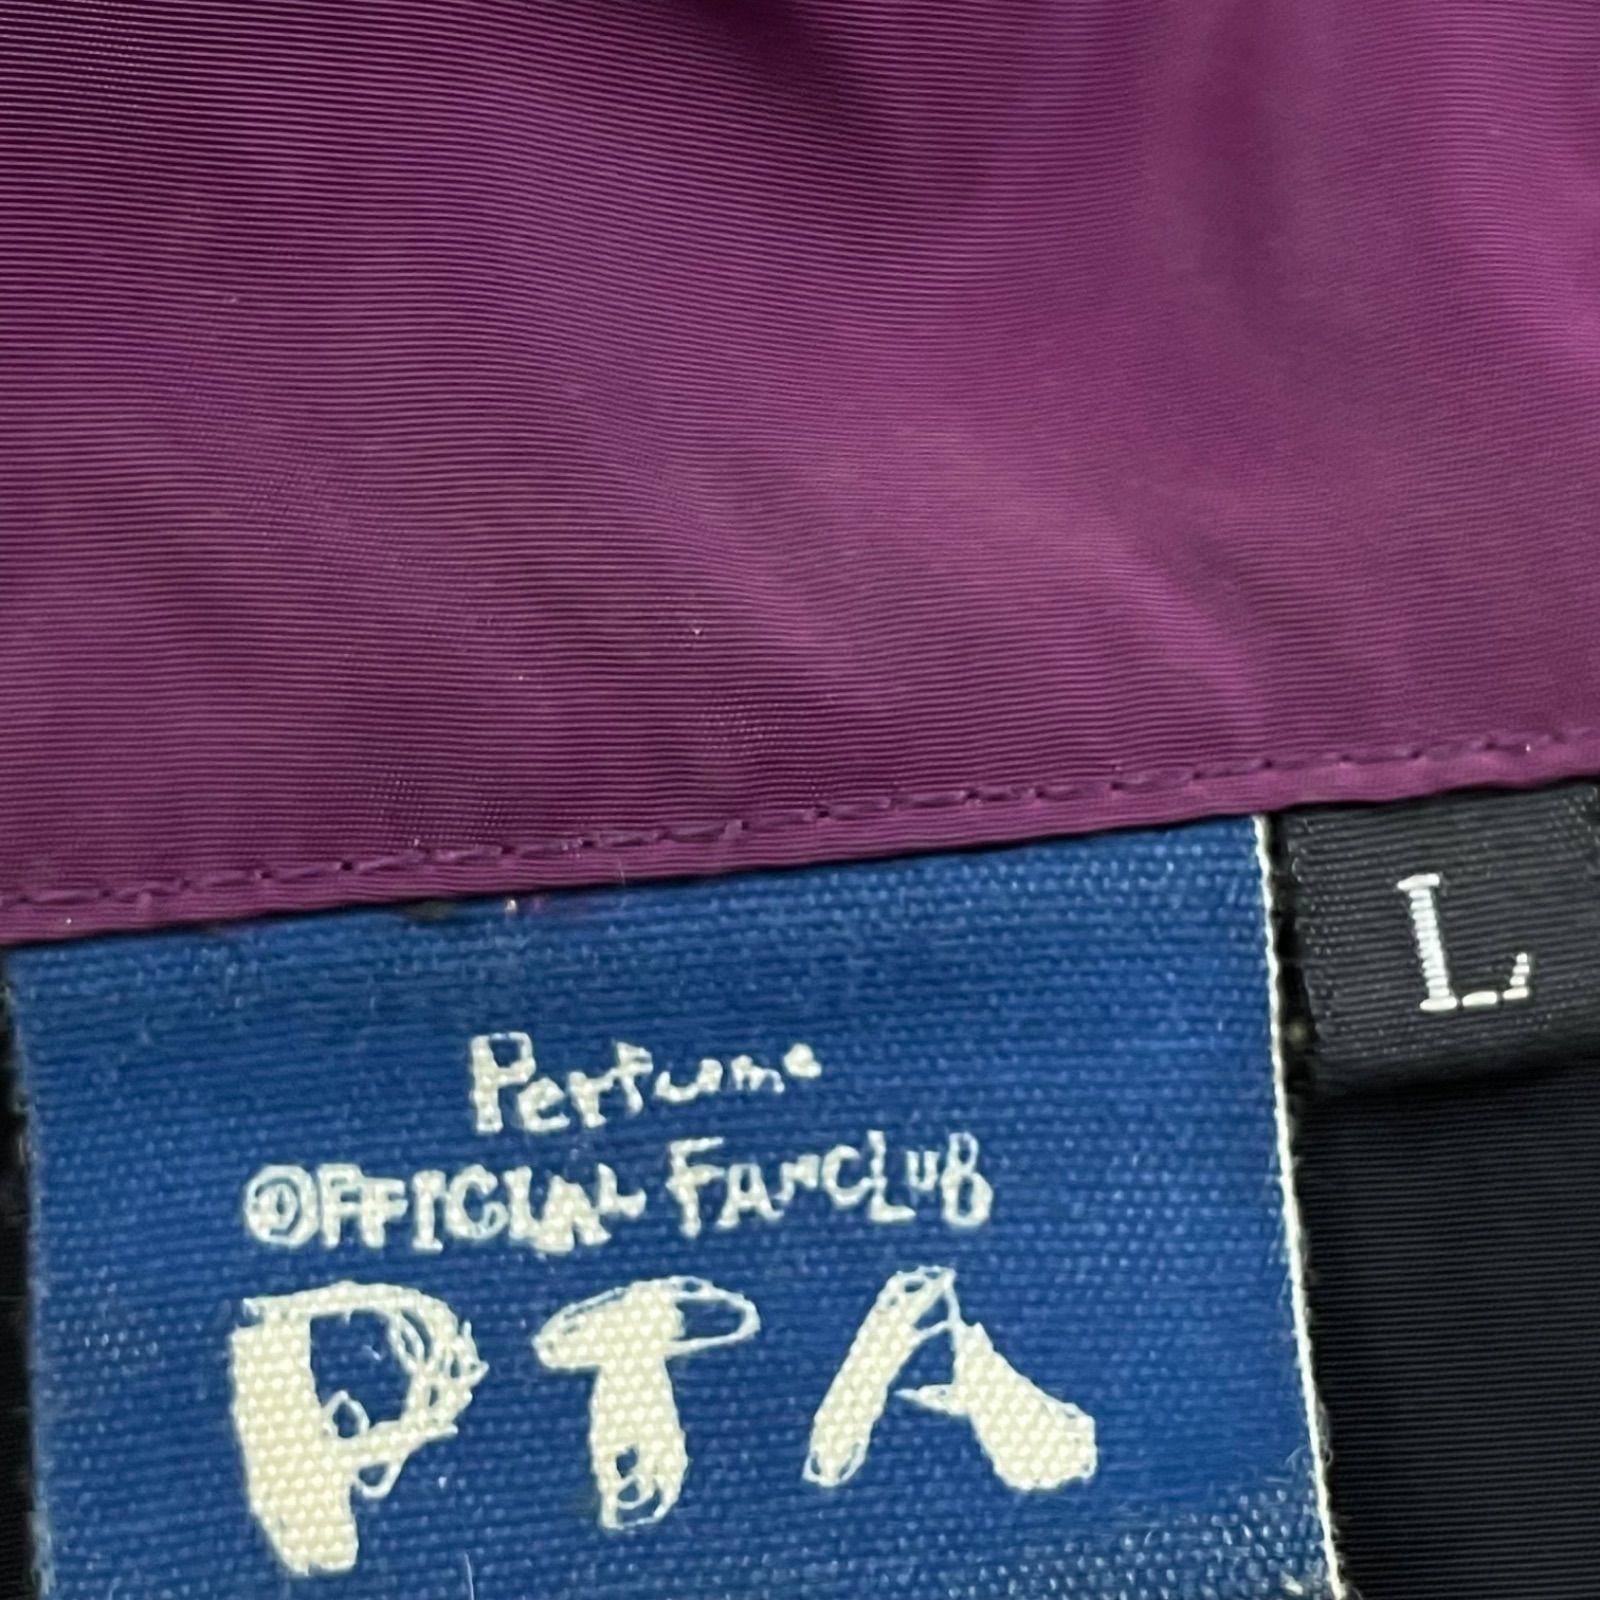 Perfume
OFFICIAL FANCLUB
PTA
L